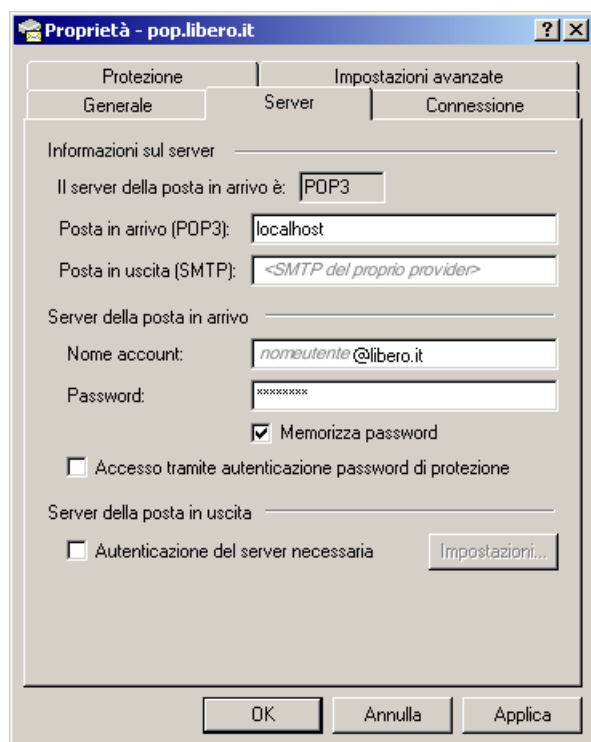 Proprietà - pop.libero.it
Protezione
Impostazioni avanzate
Generale
Server
Connessione
Informazioni sul server
Il server della posta in arrivo è: POP3
Posta in arrivo (POP3): localhost
Posta in uscita (SMTP): <SMTP del proprio provider>
Server della posta in arrivo
Nome account: nomeutente @libero.it
Password: ********
Memorizza password
Accesso tramite autenticazione password di protezione
Server della posta in uscita
Autenticazione del server necessaria Impostazioni...
OK Annulla Applica